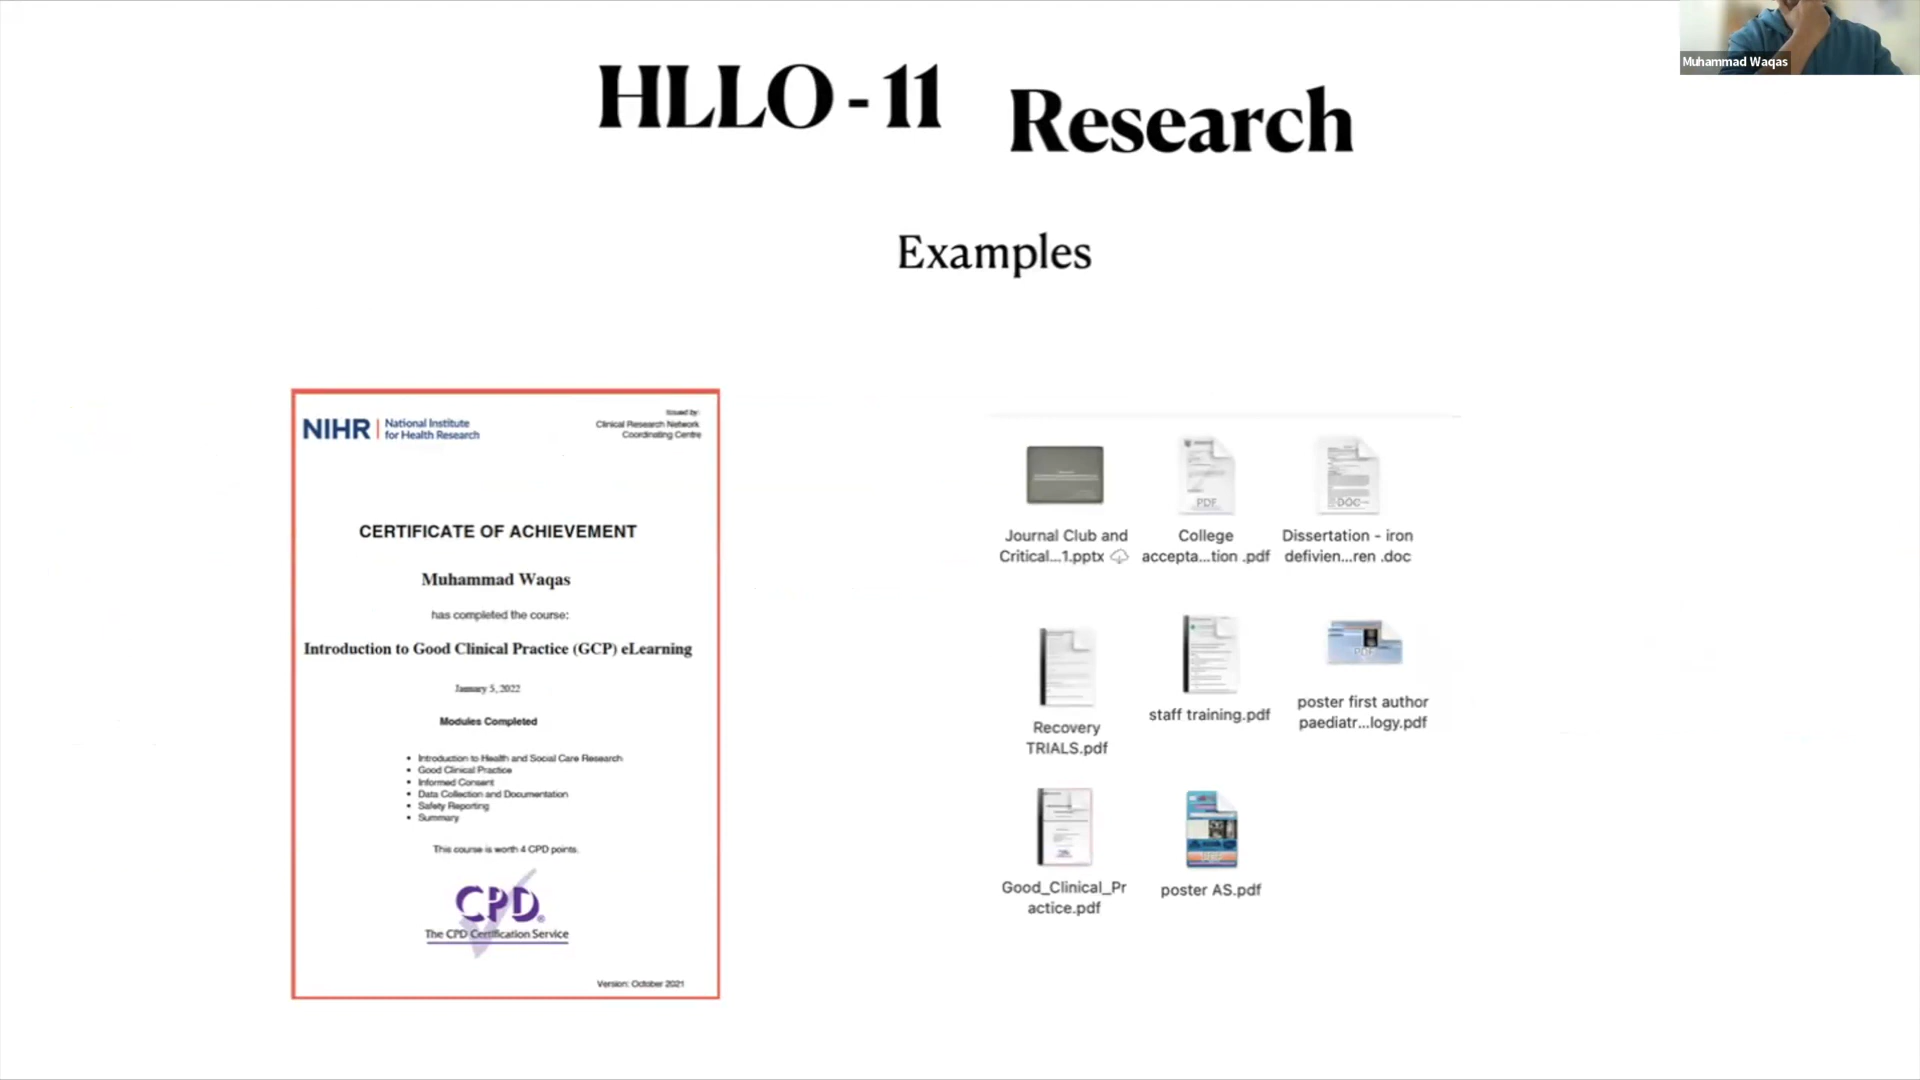 Muhammad Waqas
HLLO - 11
Research
Examples
NIHR
National Institute
for Health Research
Issued by:
Clinical Research Network
Coordinating Centre
CERTIFICATE OF ACHIEVEMENT
Muhammad Waqas
has completed the course:
Introduction to Good Clinical Practice (GCP) eLearning
January 5, 2022
Modules Completed
• Introduction to Health and Social Care Research
• Good Clinical Practice
• Informed Consent
• Data Collection and Documentation
• Safety Reporting
• Summary
This course is worth 4 CPD points.
CPD®
The CPD Certification Service
Version: October 2021
Journal Club and
Critical...1.pptx
PDF
College
accepta...tion .pdf
DOC
Dissertation - iron
defivien...ren .doc
Recovery
TRIALS.pdf
staff training.pdf
PDF
poster first author
paediatr...logy.pdf
Good_Clinical_Pr
actice.pdf
poster AS.pdf